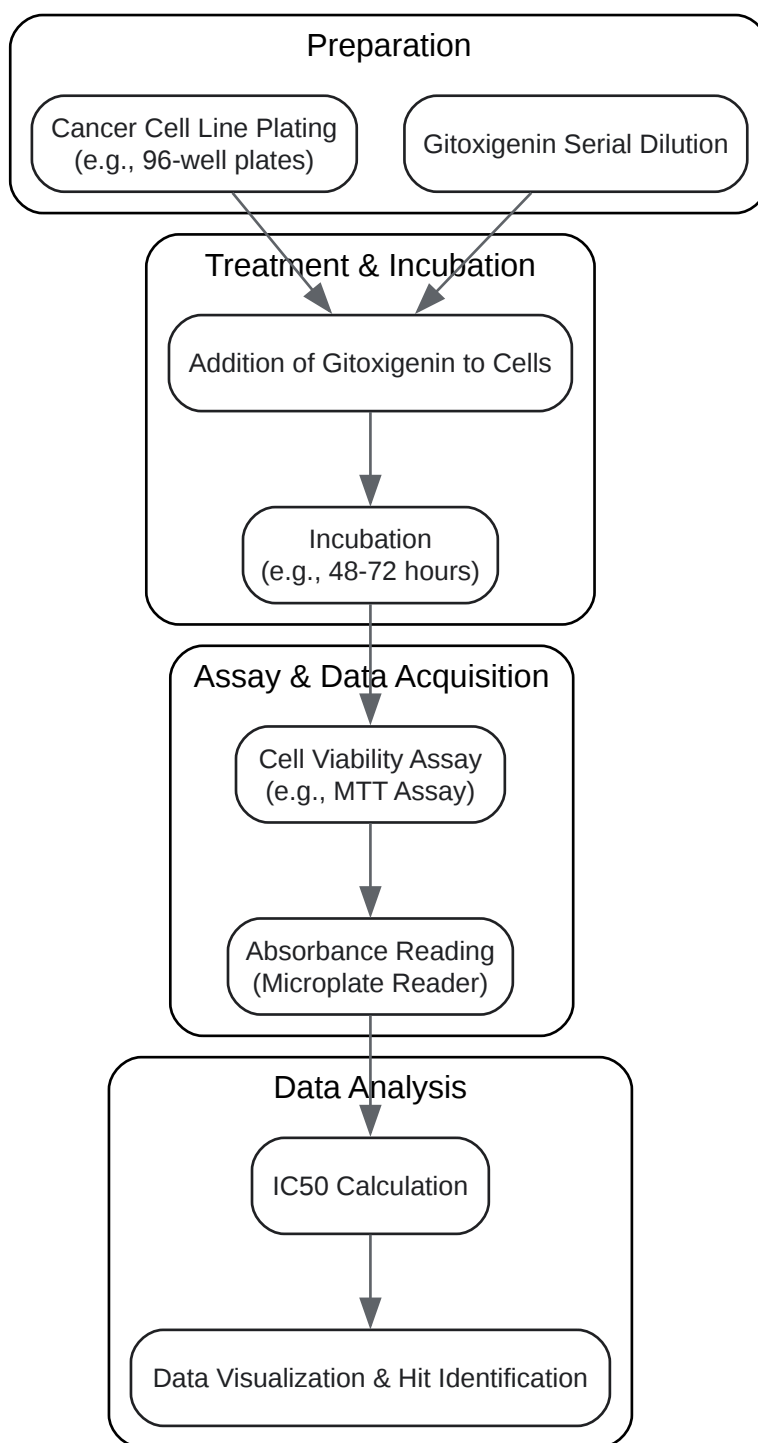 Preparation
Cancer Cell Line Plating
(e.g., 96-well plates)
Gitoxigenin Serial Dilution
Treatment & Incubation
Addition of Gitoxigenin to Cells
Incubation
(e.g., 48-72 hours)
Assay & Data Acquisition
Cell Viability Assay
(e.g., MTT Assay)
Absorbance Reading
(Microplate Reader)
Data Analysis
IC50 Calculation
Data Visualization & Hit Identification